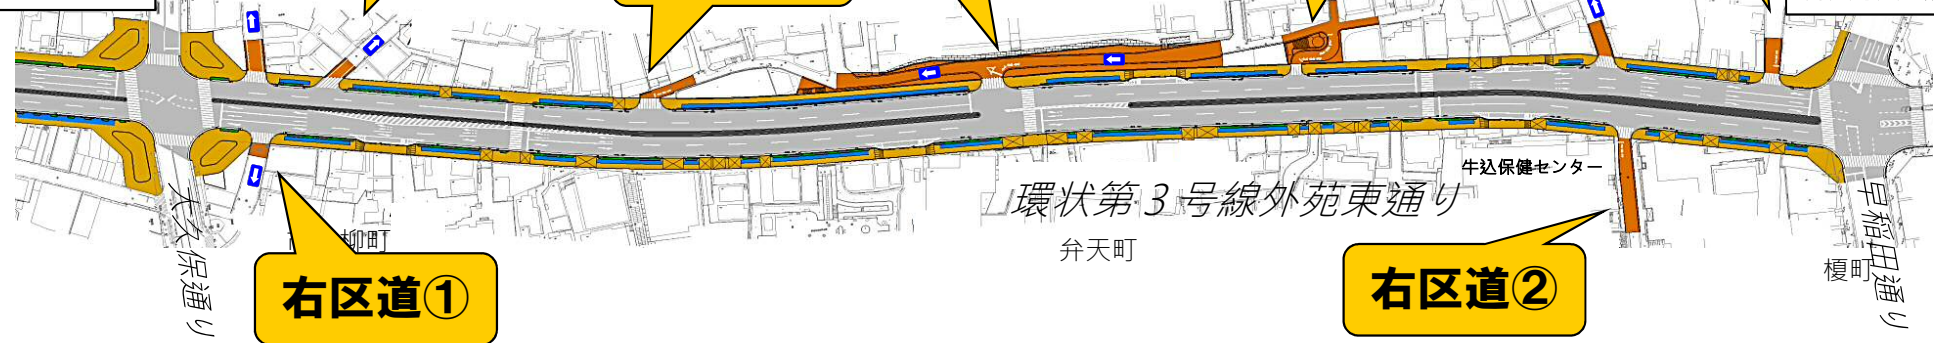 牛込保健センター
環状第3号線外苑東通り
弁天町
柳町
大久保通り
早稲田通り
榎町
右区道①
右区道②